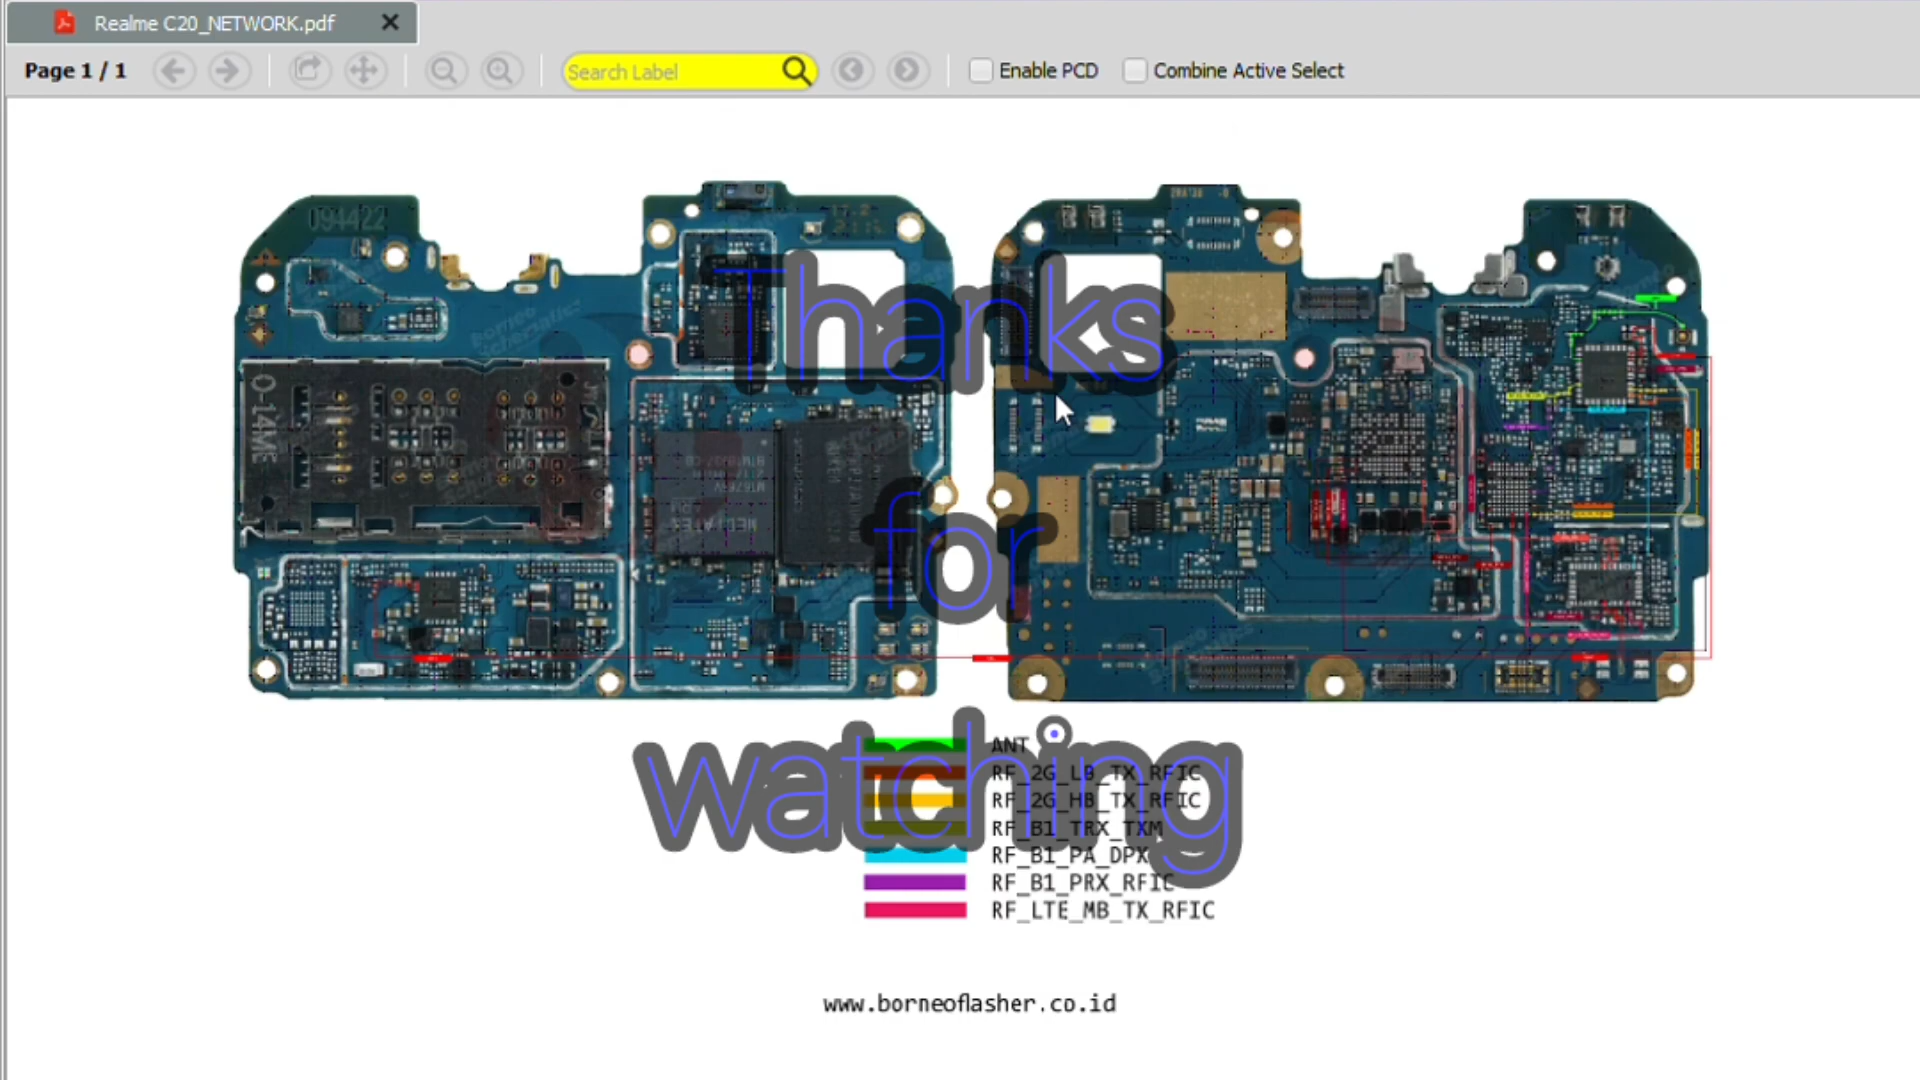 Realme C20_NETWORK.pdf
Page 1 / 1
Search Label
Enable PCD
Combine Active Select
094422
Thanks
for
watching
ANT
RF_2G_LB_TX_RFIC
RF_2G_HB_TX_RFIC
RF_B1_TRX_TXM
RF_B1_PA_DPX
RF_B1_PRX_RFIC
RF_LTE_MB_TX_RFIC
www.borneoflasher.co.id